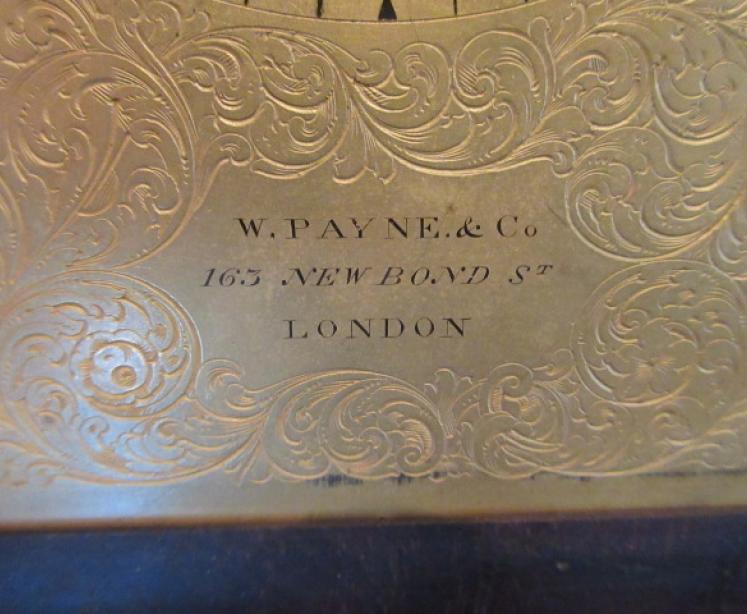 W. PAYNE. & Co
163 NEW BOND ST
LONDON